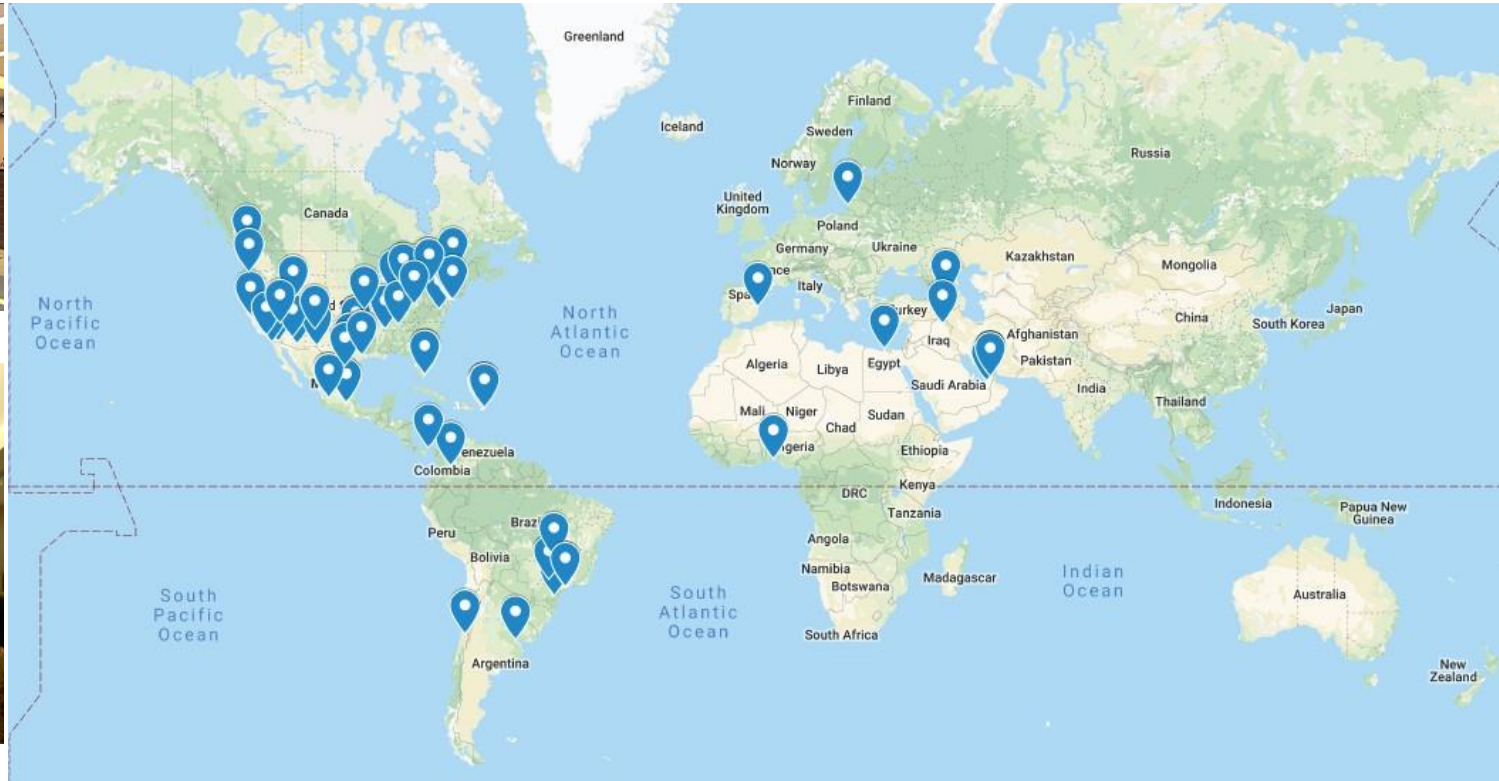 Greenland
Finland
Iceland
Sweden
Russia
Norway
Canada
United
Kingdom
Poland
Germany
Ukraine
Kazakhstan
Mongolia
Italy
North
Pacific
Ocean
North
Atlantic
Ocean
Japan
China
South Korea
Afghanistan
Iraq
Algeria
Libya
Egypt
Pakistan
Saudi Arabia
India
Thailand
Mali
Niger
Sudan
Chad
Ethiopia
Colombia
Kenya
DRC
Indonesia
Papua New
Guinea
Tanzania
Peru
Angola
Bolivia
Namibia
Madagascar
Indian
Ocean
Botswana
South
Pacific
Ocean
South
Atlantic
Ocean
Australia
South Africa
Argentina
New
Zealand